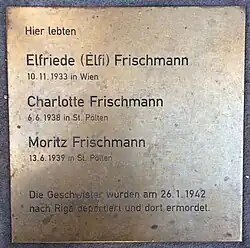 Hier lebten
Elfriede (Elfi) Frischmann
10.11.1933 in Wien
Charlotte Frischmann
6.6.1938 in St. Pölten
Moritz Frischmann
13.6.1939 in St. Pölten
Die Geschwister wurden am 26.1.1942
nach Riga deportiert und dort ermordet.